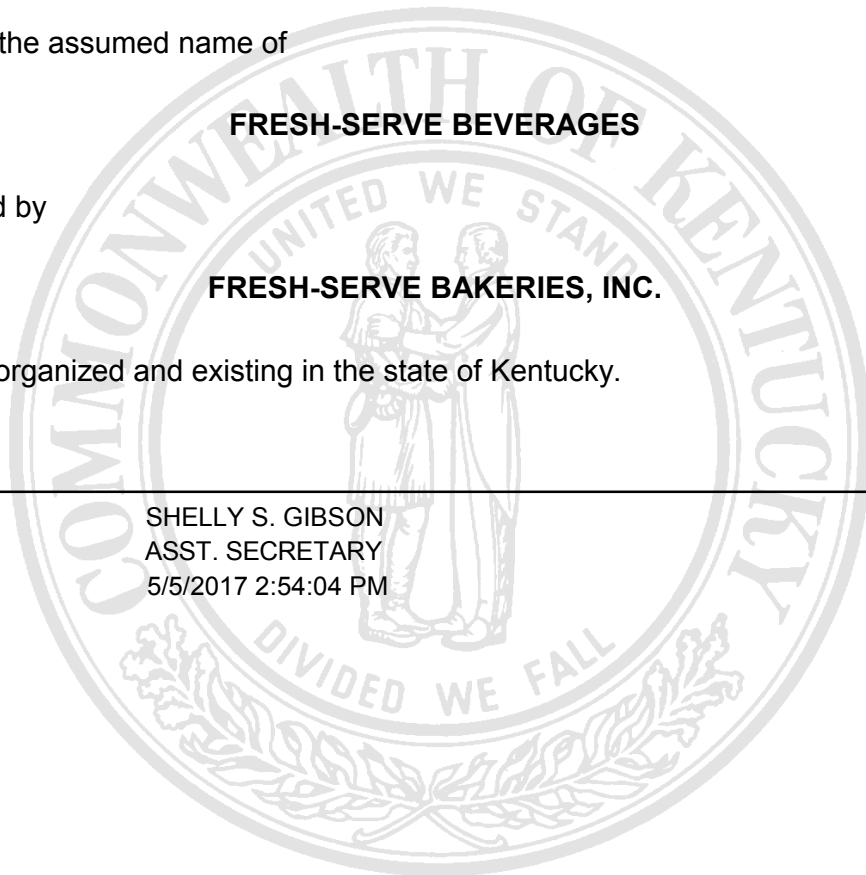 the assumed name of
FRESH-SERVE BEVERAGES
d by
FRESH-SERVE BAKERIES, INC.
organized and existing in the state of Kentucky.
SHELLY S. GIBSON
ASST. SECRETARY
5/5/2017 2:54:04 PM
COMMONWEALTH OF KENTUCKY
UNITED WE STAND
DIVIDED WE FALL